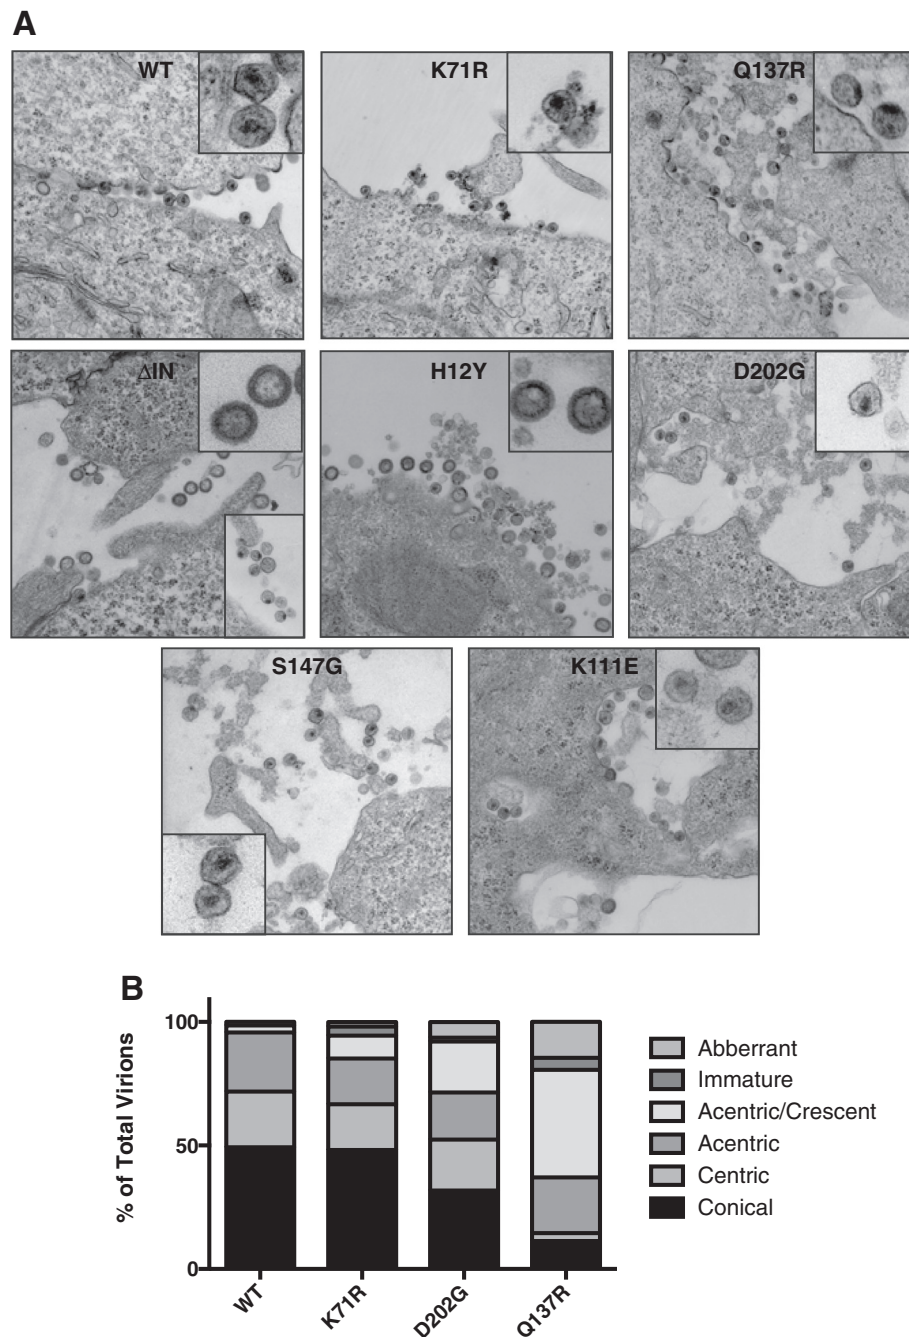 A
WT
K71R
Q137R
ΔIN
H12Y
D202G
S147G
K111E
B
% of Total Virions
100
50
0
WT
K71R
D202G
Q137R
Abberrant
Immature
Acentric/Crescent
Acentric
Centric
Conical